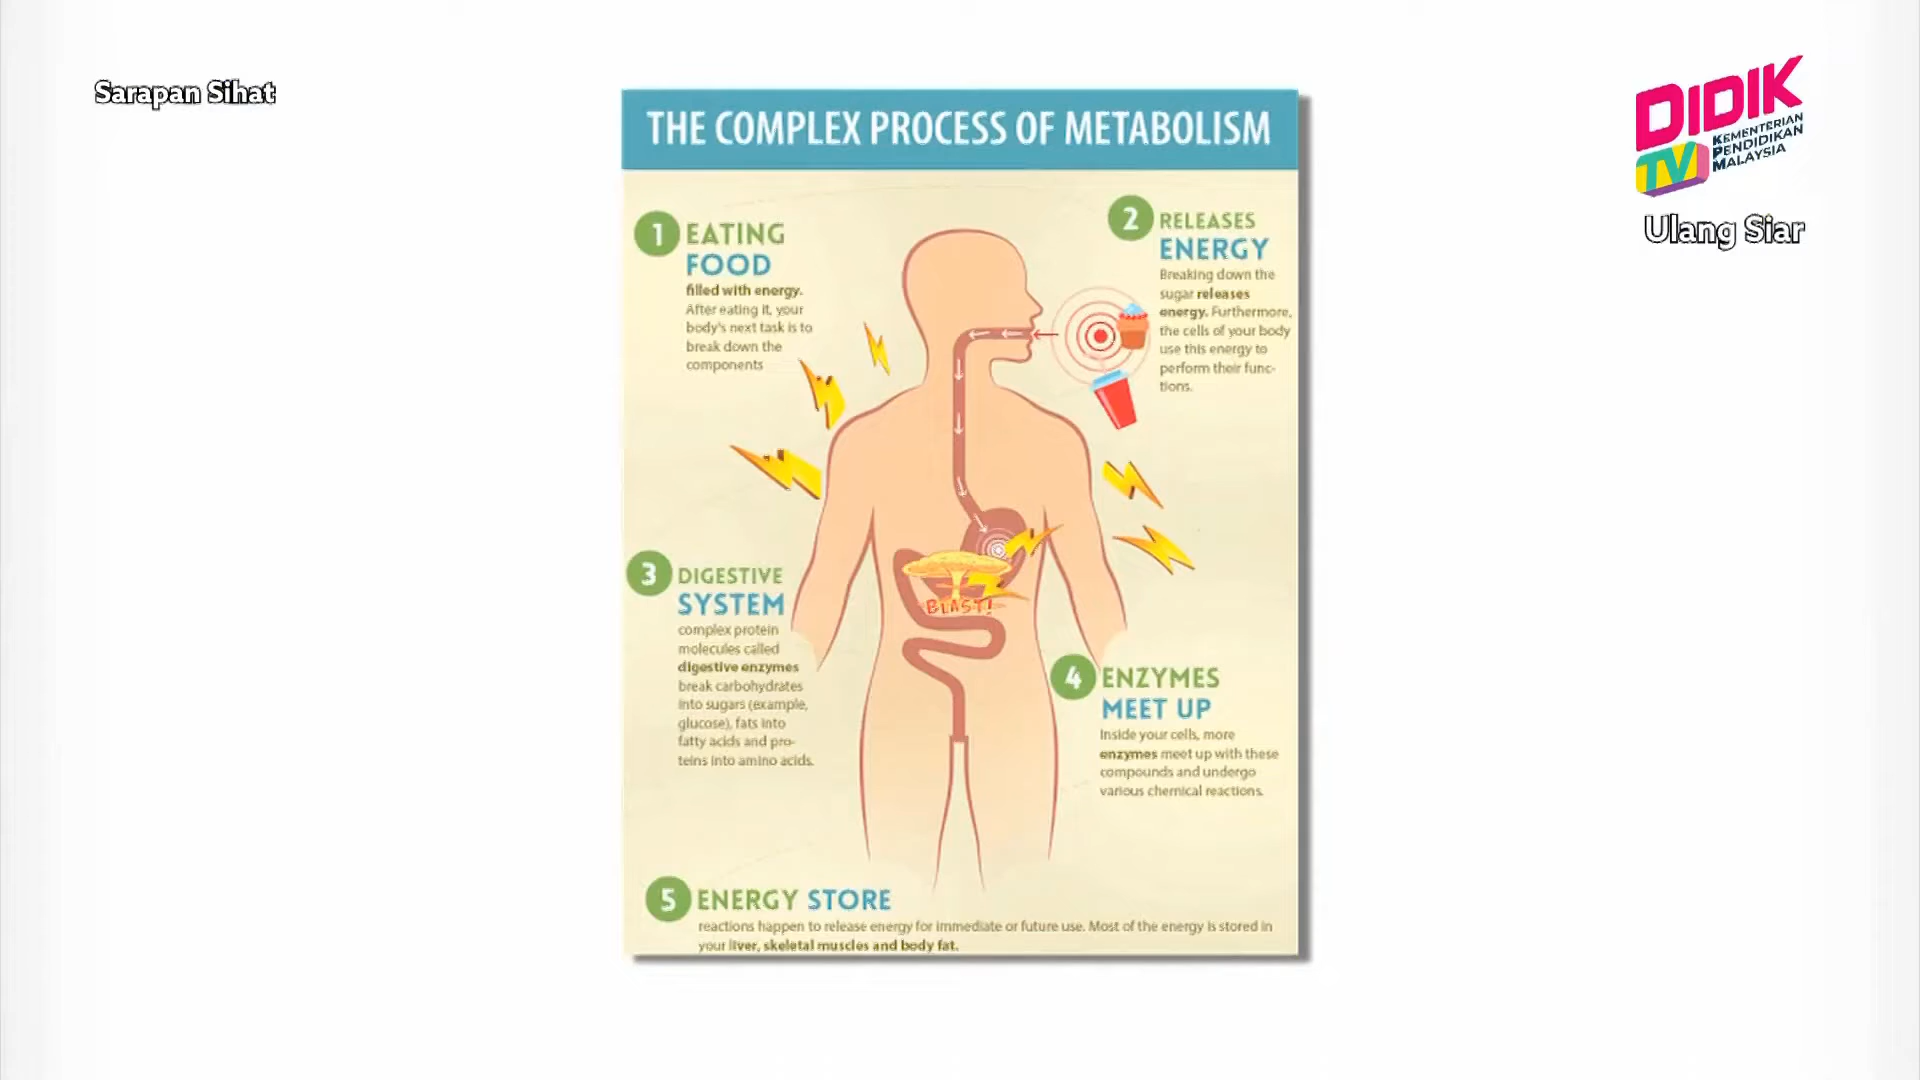 Sarapan Sihat
DIDIK
TV
KEMENTERIAN
PENDIDIKAN
MALAYSIA
Ulang Siar
THE COMPLEX PROCESS OF METABOLISM
1 EATING
FOOD
filled with energy.
After eating it, your
body's next task is to
break down the
components
2 RELEASES
ENERGY
Breaking down the
sugar releases
energy. Furthermore,
the cells of your body
use this energy to
perform their func-
tions.
3 DIGESTIVE
SYSTEM
complex protein
molecules called
digestive enzymes
break carbohydrates
into sugars (example,
glucose), fats into
fatty acids and pro-
teins into amino acids.
BLAST!
4 ENZYMES
MEET UP
Inside your cells, more
enzymes meet up with these
compounds and undergo
various chemical reactions.
5 ENERGY STORE
reactions happen to release energy for immediate or future use. Most of the energy is stored in
your liver, skeletal muscles and body fat.